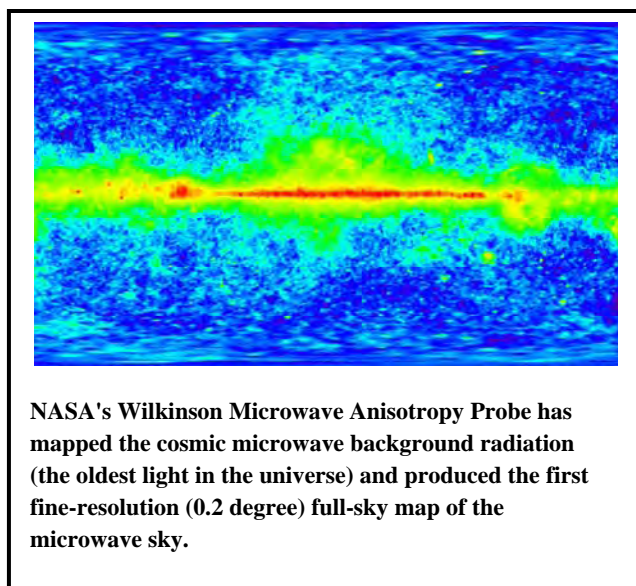 NASA's Wilkinson Microwave Anisotropy Probe has
mapped the cosmic microwave background radiation
(the oldest light in the universe) and produced the first
fine-resolution (0.2 degree) full-sky map of the
microwave sky.